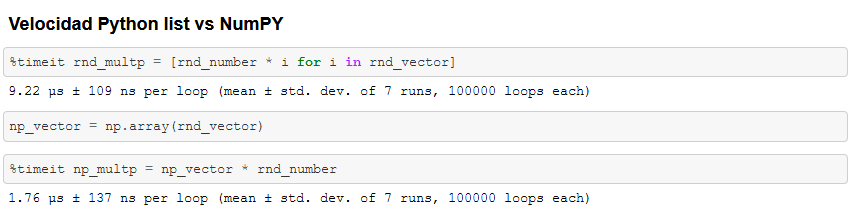 Velocidad Python list vs NumPY
%timeit rnd_multp = [rnd_number * i for i in rnd_vector]
9.22 µs ± 109 ns per loop (mean ± std. dev. of 7 runs, 100000 loops each)
np_vector = np.array(rnd_vector)
%timeit np_multp = np_vector * rnd_number
1.76 µs ± 137 ns per loop (mean ± std. dev. of 7 runs, 100000 loops each)